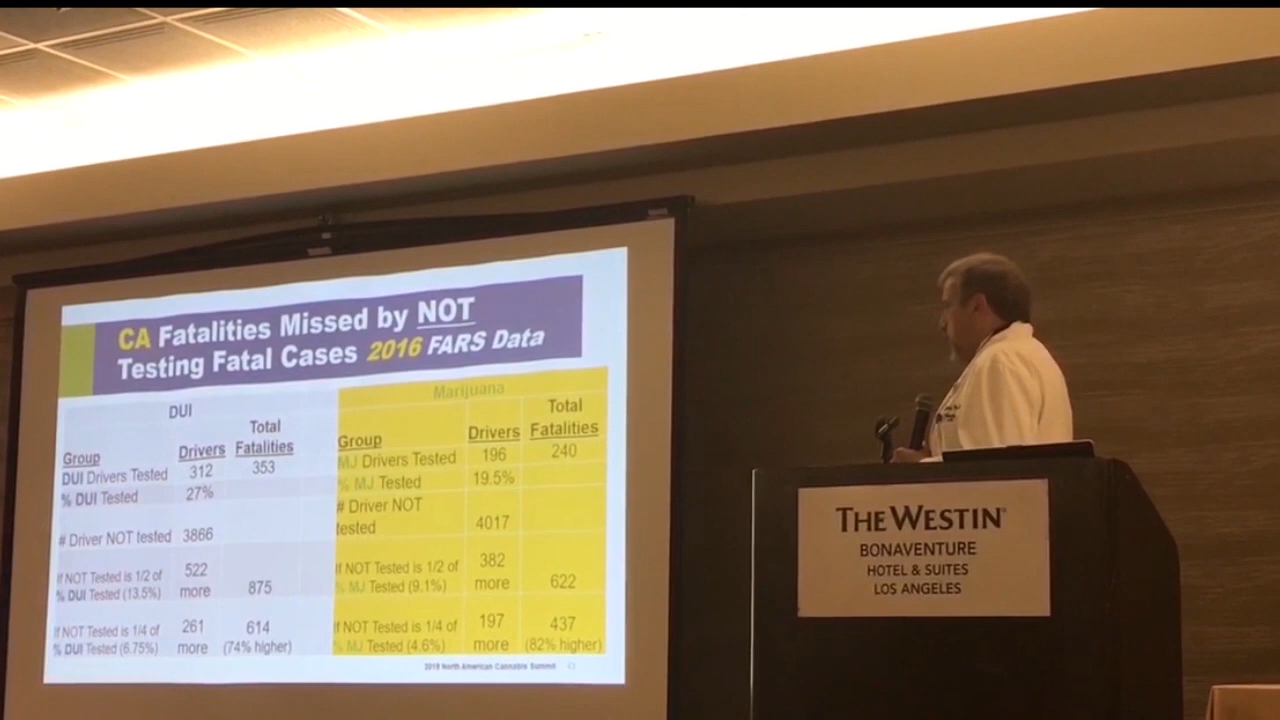 CA Fatalities Missed by NOT
Testing Fatal Cases 2016 FARS Data
DUI
Group Drivers Total Fatalities
DUI Drivers Tested 312 353
% DUI Tested 27%
# Driver NOT tested 3866
If NOT Tested is 1/2 of % DUI Tested (13.5%) 522 more 875
If NOT Tested is 1/4 of % DUI Tested (6.75%) 261 more 614 (74% higher)
Marijuana
Group Drivers Total Fatalities
MJ Drivers Tested 196 240
% MJ Tested 19.5%
# Driver NOT tested 4017
If NOT Tested is 1/2 of % MJ Tested (9.1%) 382 more 622
If NOT Tested is 1/4 of % MJ Tested (4.6%) 197 more 437 (82% higher)
2019 North American Cannabis Summit
THE WESTIN
BONAVENTURE
HOTEL & SUITES
LOS ANGELES